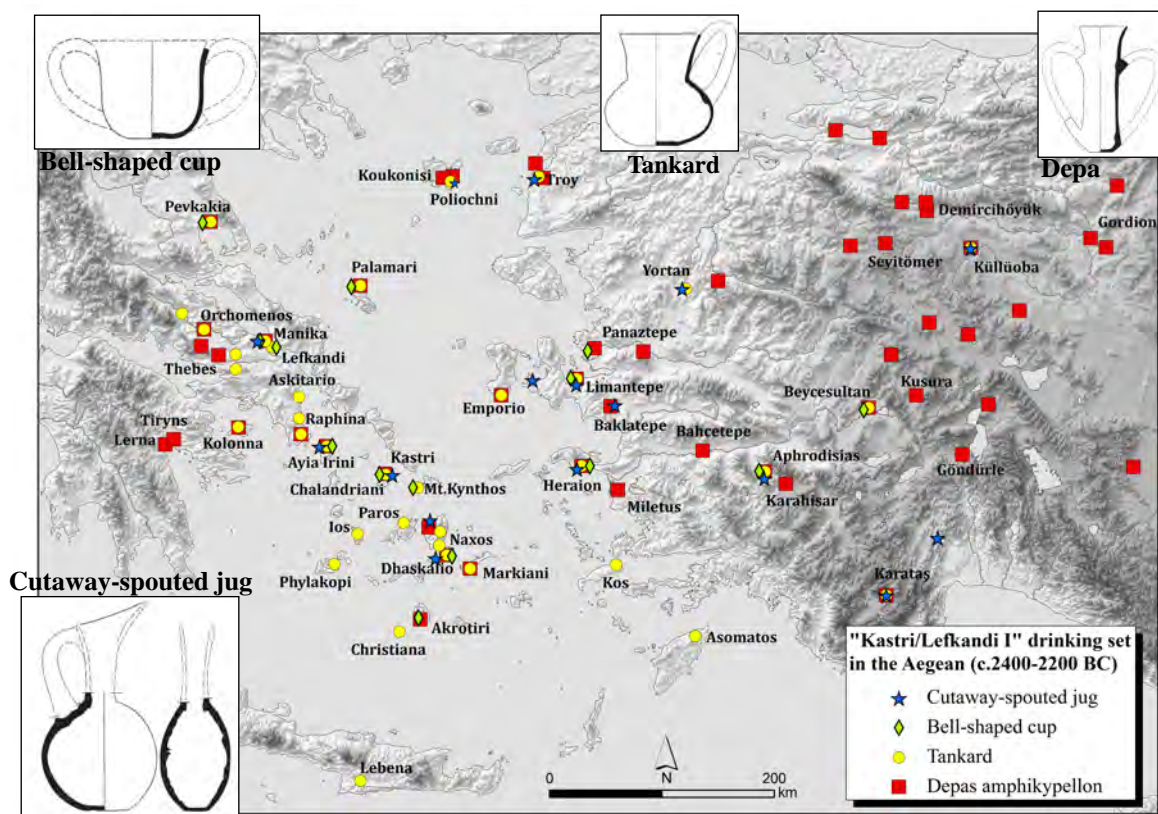 Bell-shaped cup
Tankard
Depa
Koukonisi
Poliochni
Troy
Pevkakia
Demircihöyük
Gordion
Seyitömer
Küllüoba
Palamari
Yortan
Orchomenos
Manika
Lefkandi
Thebes
Panaztepe
Limantepe
Askitario
Emporio
Beycesultan
Kusura
Raphina
Tiryns
Lerna
Kolonna
Baklatepe
Bahcetepe
Ayia Irini
Kastri
Chalandriani
Mt.Kynthos
Heraion
Aphrodisias
Karahisar
Göndürle
Miletus
Paros
Ios
Naxos
Dhaskalio
Markiani
Phylakopi
Kos
Karataş
Cutaway-spouted jug
Akrotiri
Christiana
Asomatos
Lebena
"Kastri/Lefkandi I" drinking set
in the Aegean (c.2400-2200 BC)
Cutaway-spouted jug
Bell-shaped cup
Tankard
Depas amphikypellon
0 N 200
km